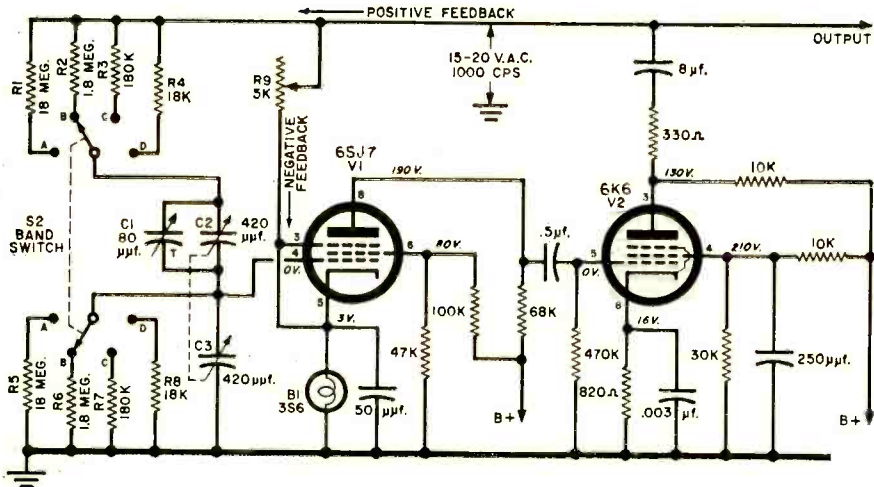 POSITIVE FEEDBACK
OUTPUT
R1
18 MEG.
R2
1.8 MEG.
R3
180K
R4
18K
R9
5K
15-20 V.A.C.
1000 CPS
8µf.
330Ω
A
B
C
D
NEGATIVE
FEEDBACK
6SJ7
V1
190V.
6K6
V2
130V.
10K
S2
BAND
SWITCH
C1
80
µµf.
T
C2
420
µµf.
8
3
4
0V.
6
80V.
5
3V.
.5µf.
3
5
0V.
4
210V.
10K
8
16V.
A
B
C
D
R5
18 MEG.
R6
1.8 MEG.
R7
180K
R8
18K
C3
420µµf.
B1
3S6
50µµf.
47K
100K
68K
B+
470K
820Ω
.003µf.
30K
250µµf.
B+